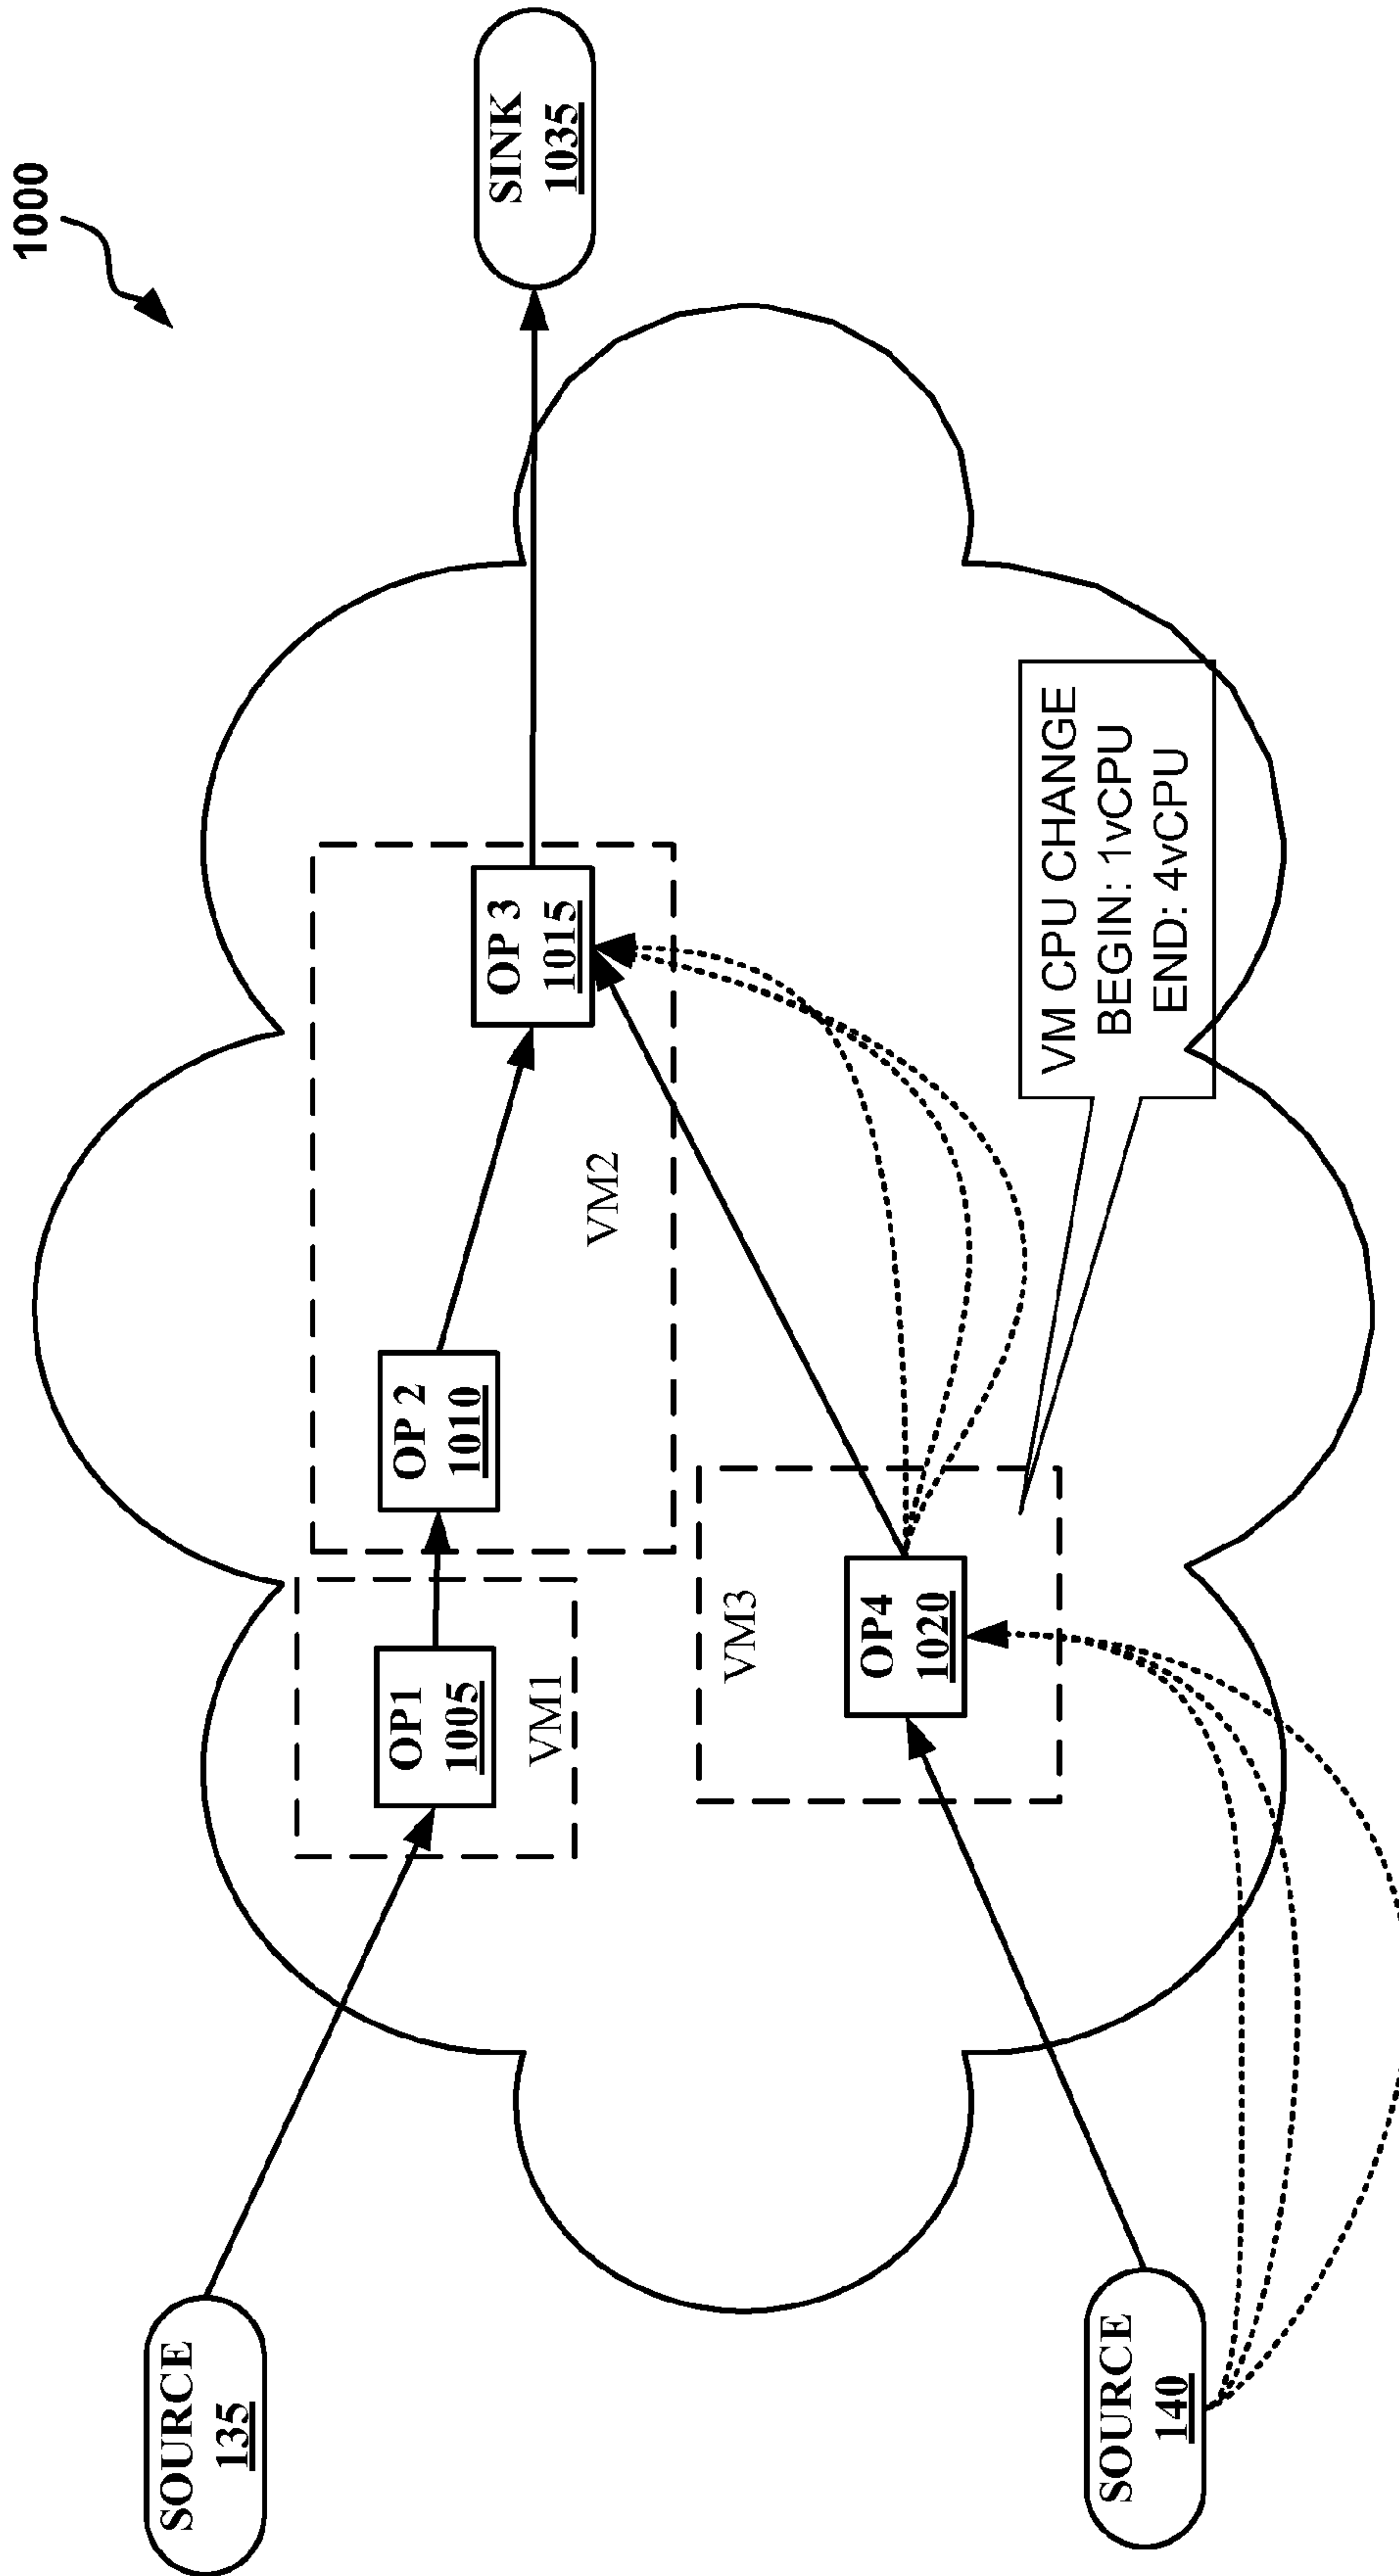 1000
SOURCE
135
OP1
1005
VM1
OP 2
1010
VM2
OP 3
1015
SINK
1035
SOURCE
140
VM3
OP4
1020
VM CPU CHANGE
BEGIN: 1vCPU
END: 4vCPU